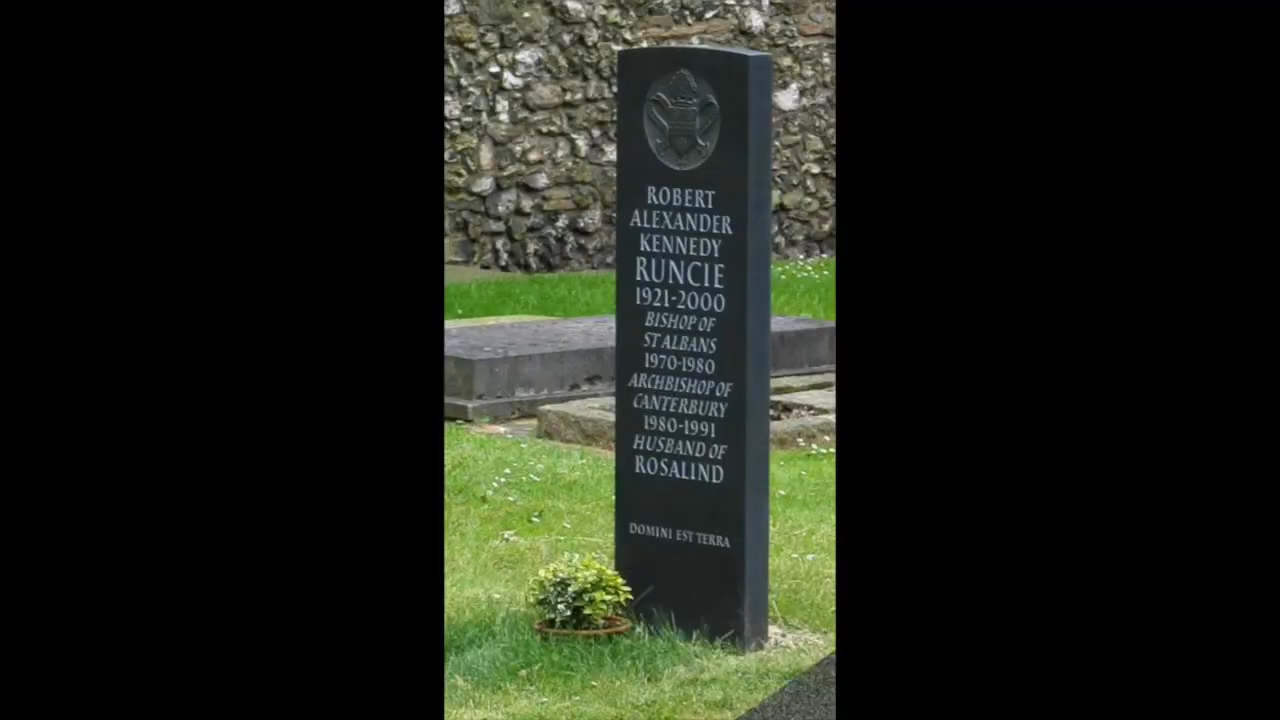 ROBERT
ALEXANDER
KENNEDY
RUNCIE
1921-2000
BISHOP OF
ST ALBANS
1970-1980
ARCHBISHOP OF
CANTERBURY
1980-1991
HUSBAND OF
ROSALIND
DOMINI EST TERRA